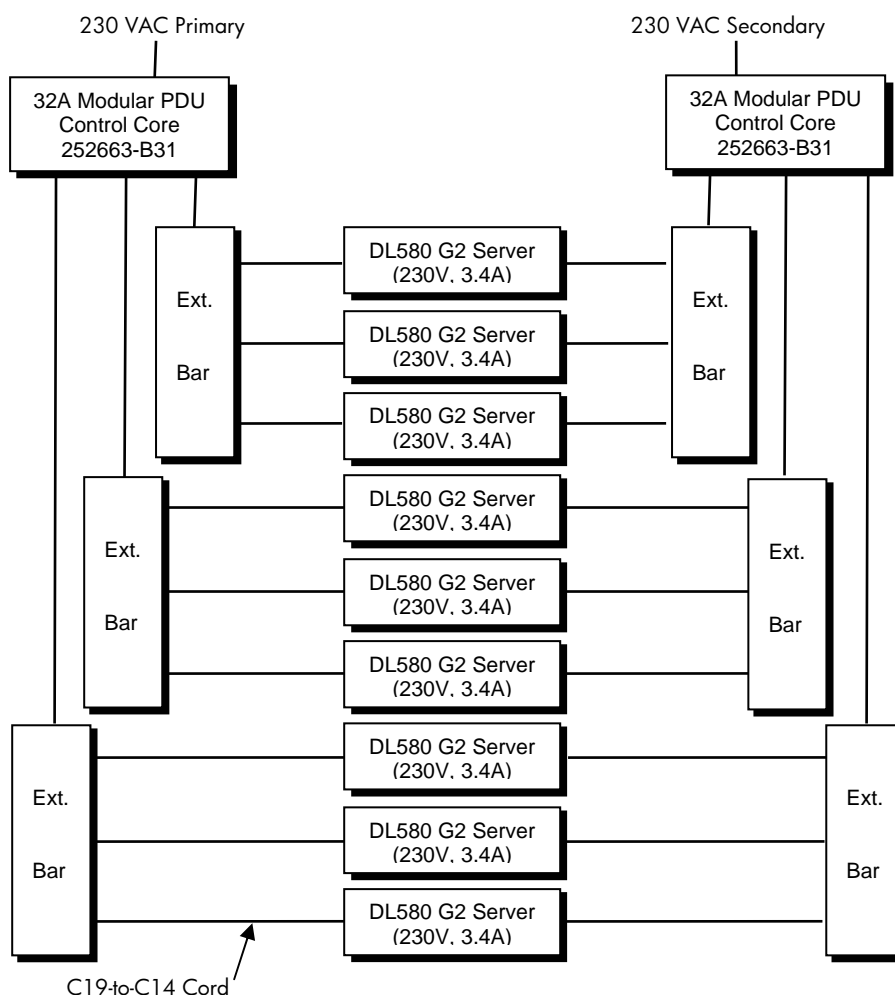 230 VAC Primary
230 VAC Secondary
32A Modular PDU
Control Core
252663-B31
32A Modular PDU
Control Core
252663-B31
Ext.
Bar
DL580 G2 Server
(230V, 3.4A)
DL580 G2 Server
(230V, 3.4A)
DL580 G2 Server
(230V, 3.4A)
Ext.
Bar
Ext.
Bar
DL580 G2 Server
(230V, 3.4A)
DL580 G2 Server
(230V, 3.4A)
DL580 G2 Server
(230V, 3.4A)
Ext.
Bar
Ext.
Bar
DL580 G2 Server
(230V, 3.4A)
DL580 G2 Server
(230V, 3.4A)
DL580 G2 Server
(230V, 3.4A)
Ext.
Bar
C19-to-C14 Cord